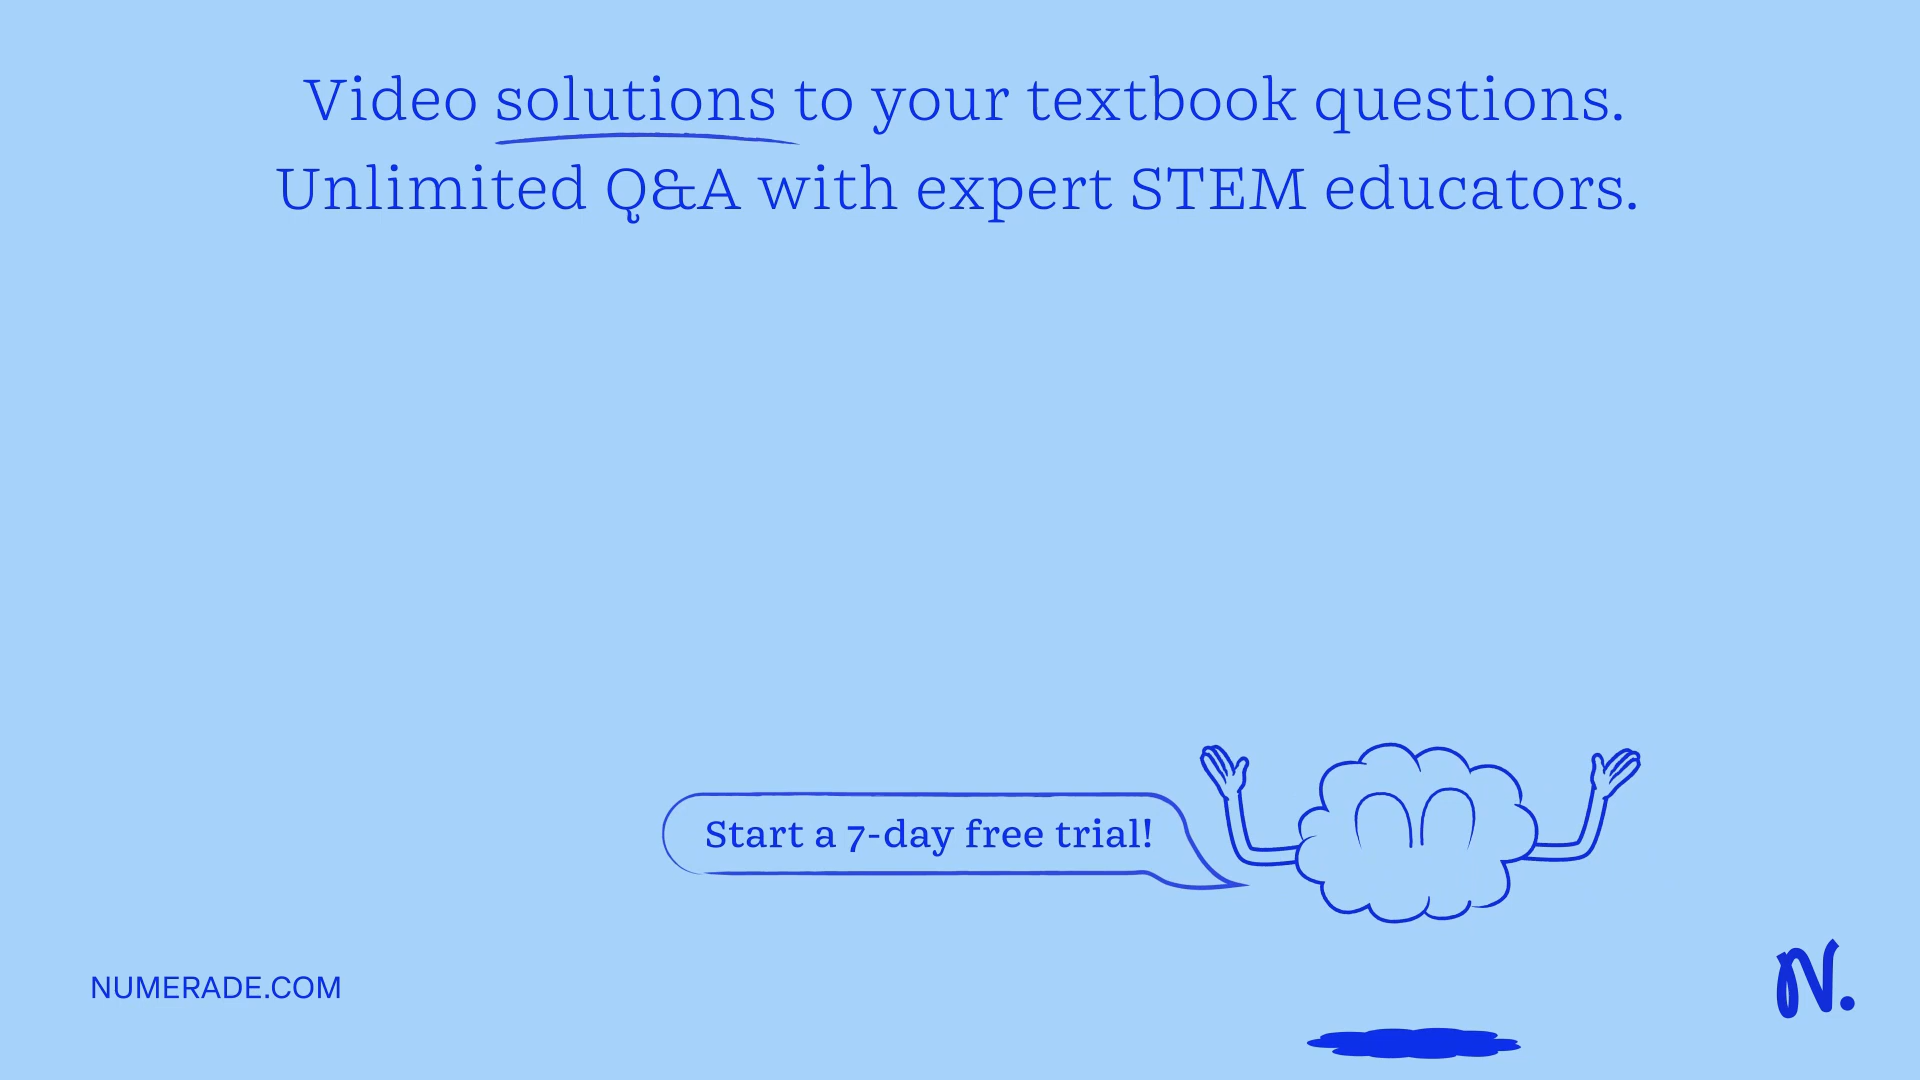 Video solutions to your textbook questions.
Unlimited Q&A with expert STEM educators.
Start a 7-day free trial!
NUMERADE.COM
N.